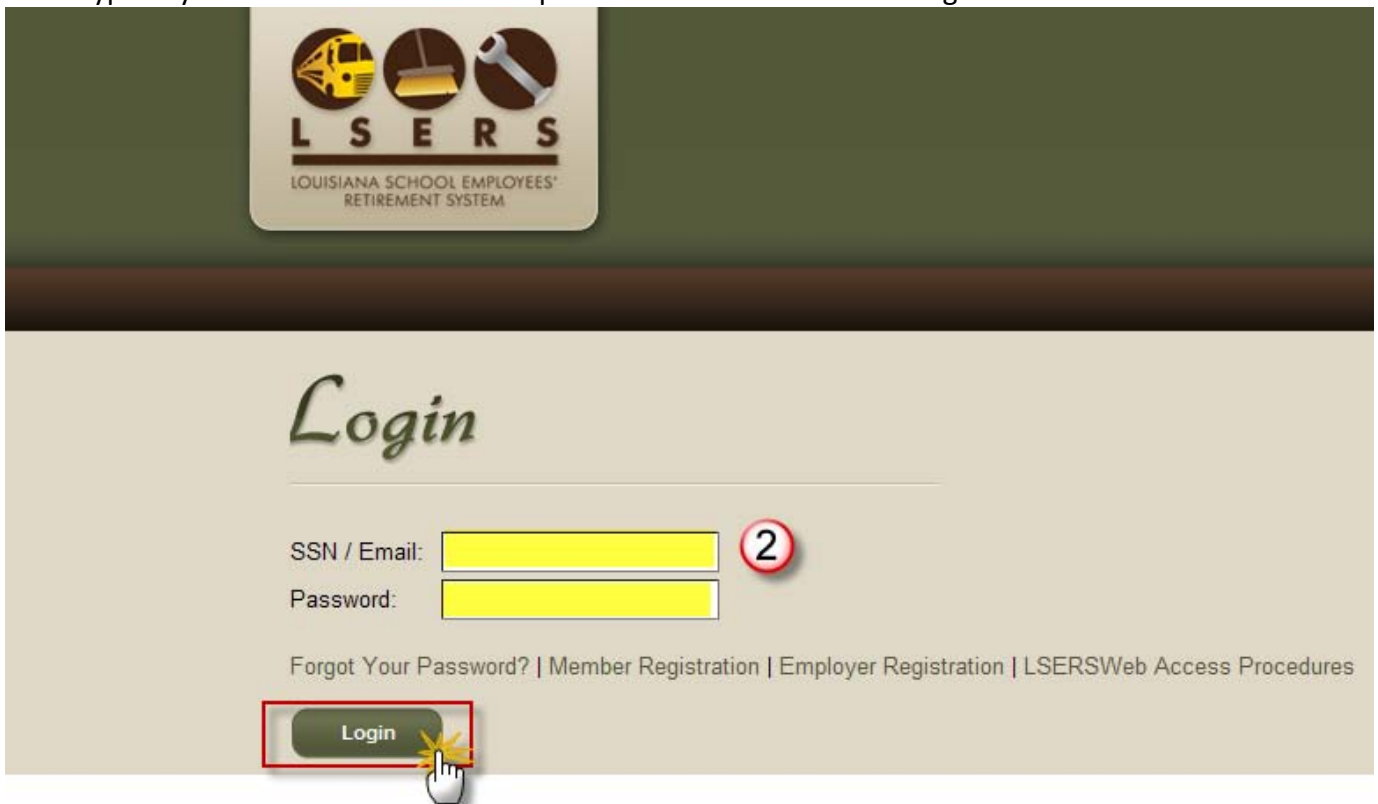 L S E R S
LOUISIANA SCHOOL EMPLOYEES'
RETIREMENT SYSTEM
Login
SSN / Email:
2
Password:
Forgot Your Password? | Member Registration | Employer Registration | LSERSWeb Access Procedures
Login